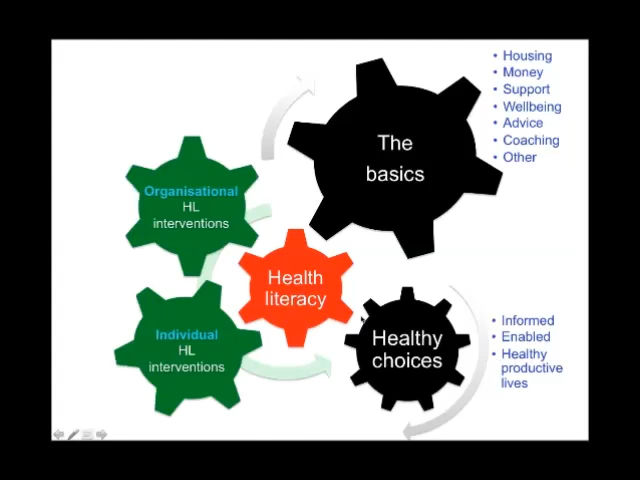 • Housing
• Money
• Support
• Wellbeing
• Advice
• Coaching
• Other
The
basics
Organisational
HL
interventions
Health
literacy
Individual
HL
interventions
Healthy
choices
• Informed
• Enabled
• Healthy
productive
lives